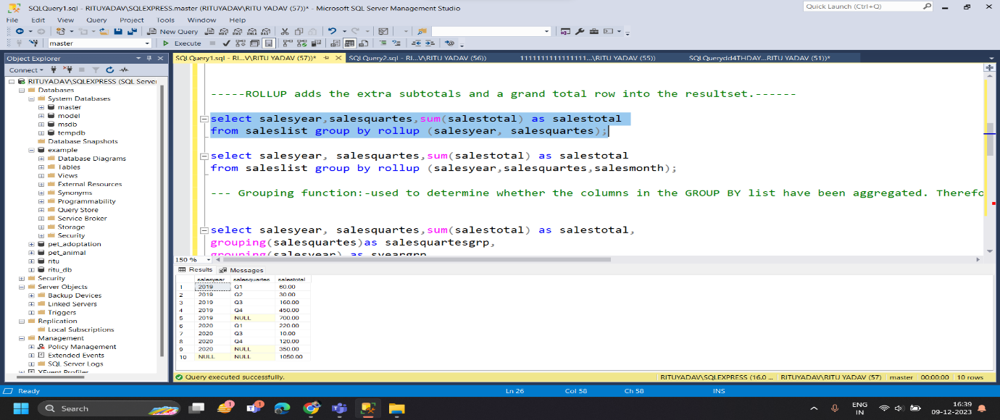 SQLQuery1.sql - RITUYADAV\SQLEXPRESS.master (RITUYADAV\RITU YADAV (57))* - Microsoft SQL Server Management Studio
Quick Launch (Ctrl+Q)
File Edit View Query Project Tools Window Help
New Query
master
Execute
Object Explorer
SQLQuery1.sql - RI...V\RITU YADAV (57))*
SQLQuery2.sql - RI...V\RITU YADAV (56))
1111111111111111...\RITU YADAV (55))
SQLQuerydd4THDAY...RITU YADAV (51))*
Connect
RITUYADAV\SQLEXPRESS (SQL Server
Databases
System Databases
master
model
msdb
tempdb
Database Snapshots
example
Database Diagrams
Tables
Views
External Resources
Synonyms
Programmability
Query Store
Service Broker
Storage
Security
pet_adoptation
pet_animal
ritu
ritu_db
Security
Server Objects
Backup Devices
Linked Servers
Triggers
Replication
Local Subscriptions
Management
Policy Management
Extended Events
SQL Server Logs
XEvent Profiler
-----ROLLUP adds the extra subtotals and a grand total row into the resultset.------
select salesyear,salesquartes,sum(salestotal) as salestotal
from saleslist group by rollup (salesyear, salesquartes);
select salesyear, salesquartes,sum(salestotal) as salestotal
from saleslist group by rollup (salesyear,salesquartes,salesmonth);
--- Grouping function:-used to determine whether the columns in the GROUP BY list have been aggregated. Therefo
select salesyear, salesquartes,sum(salestotal) as salestotal,
grouping(salesquartes)as salesquartesgrp,
grouping(salesyear) as syeargrp
150 %
Results Messages
salesyear salesquartes salestotal
1 2019 Q1 60.00
2 2019 Q2 30.00
3 2019 Q3 160.00
4 2019 Q4 450.00
5 2019 NULL 700.00
6 2020 Q1 220.00
7 2020 Q3 10.00
8 2020 Q4 120.00
9 2020 NULL 350.00
10 NULL NULL 1050.00
Query executed successfully.
RITUYADAV\SQLEXPRESS (16.0 ... RITUYADAV\RITU YADAV (57) master 00:00:00 10 rows
Ready
Ln 26 Col 58 Ch 58 INS
Search
1
1
ENG
IN
16:39
09-12-2023